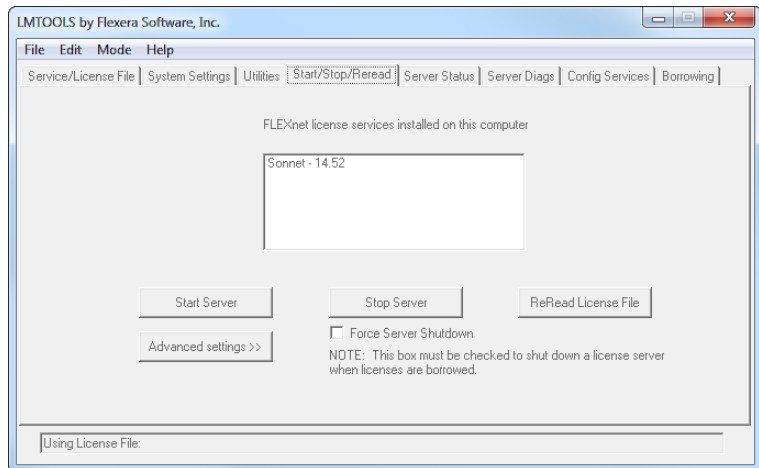 LMTOOLS by Flexera Software, Inc.
File Edit Mode Help
Service/License File System Settings Utilities Start/Stop/Reread Server Status Server Diags Config Services Borrowing
FLEXnet license services installed on this computer
Sonnet - 14.52
Start Server Stop Server ReRead License File
Advanced settings >> Force Server Shutdown
NOTE: This box must be checked to shut down a license server
when licenses are borrowed.
Using License File: